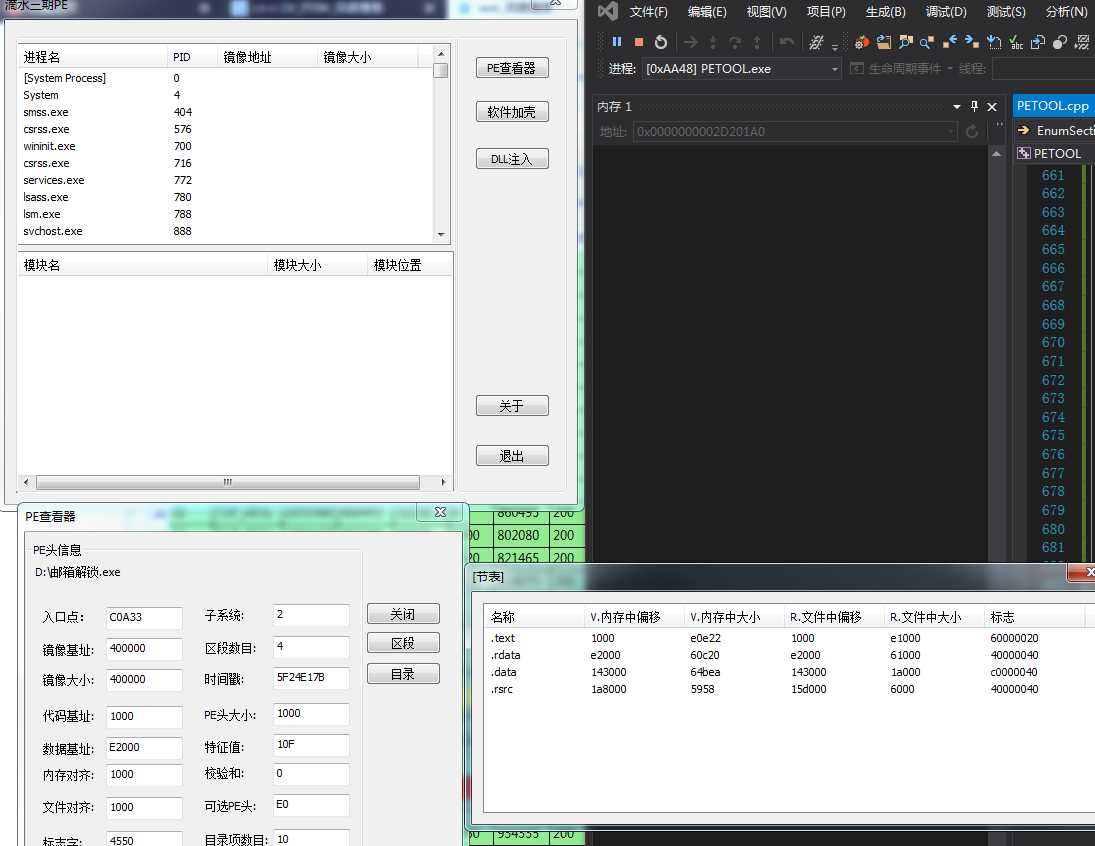 滴水三期PE
进程名 PID 镜像地址 镜像大小
[System Process] 0
System 4
smss.exe 404
csrss.exe 576
wininit.exe 700
csrss.exe 716
services.exe 772
lsass.exe 780
lsm.exe 788
svchost.exe 888
PE查看器
软件加壳
DLL注入
模块名 模块大小 模块位置
关于
退出
文件(F) 编辑(E) 视图(V) 项目(P) 生成(B) 调试(D) 测试(S) 分析(N)
进程: [0xAA48] PETOOL.exe 生命周期事件 线程:
内存 1
地址: 0x0000000002D201A0
PETOOL.cpp
EnumSecti
PETOOL
661
662
663
664
665
666
667
668
669
670
671
672
673
674
675
676
677
678
679
680
681
860495 200
00 802080 200
20 821465 200
934335 200
PE查看器
PE头信息
D:\邮箱解锁.exe
入口点: C0A33 子系统: 2
镜像基址: 400000 区段数目: 4
镜像大小: 400000 时间戳: 5F24E17B
代码基址: 1000 PE头大小: 1000
数据基址: E2000 特征值: 10F
内存对齐: 1000 校验和: 0
文件对齐: 1000 可选PE头: E0
标志字: 4550 目录项数目: 10
关闭
区段
目录
[节表]
名称 V.内存中偏移 V.内存中大小 R.文件中偏移 R.文件中大小 标志
.text 1000 e0e22 1000 e1000 60000020
.rdata e2000 60c20 e2000 61000 40000040
.data 143000 64bea 143000 1a000 c0000040
.rsrc 1a8000 5958 15d000 6000 40000040